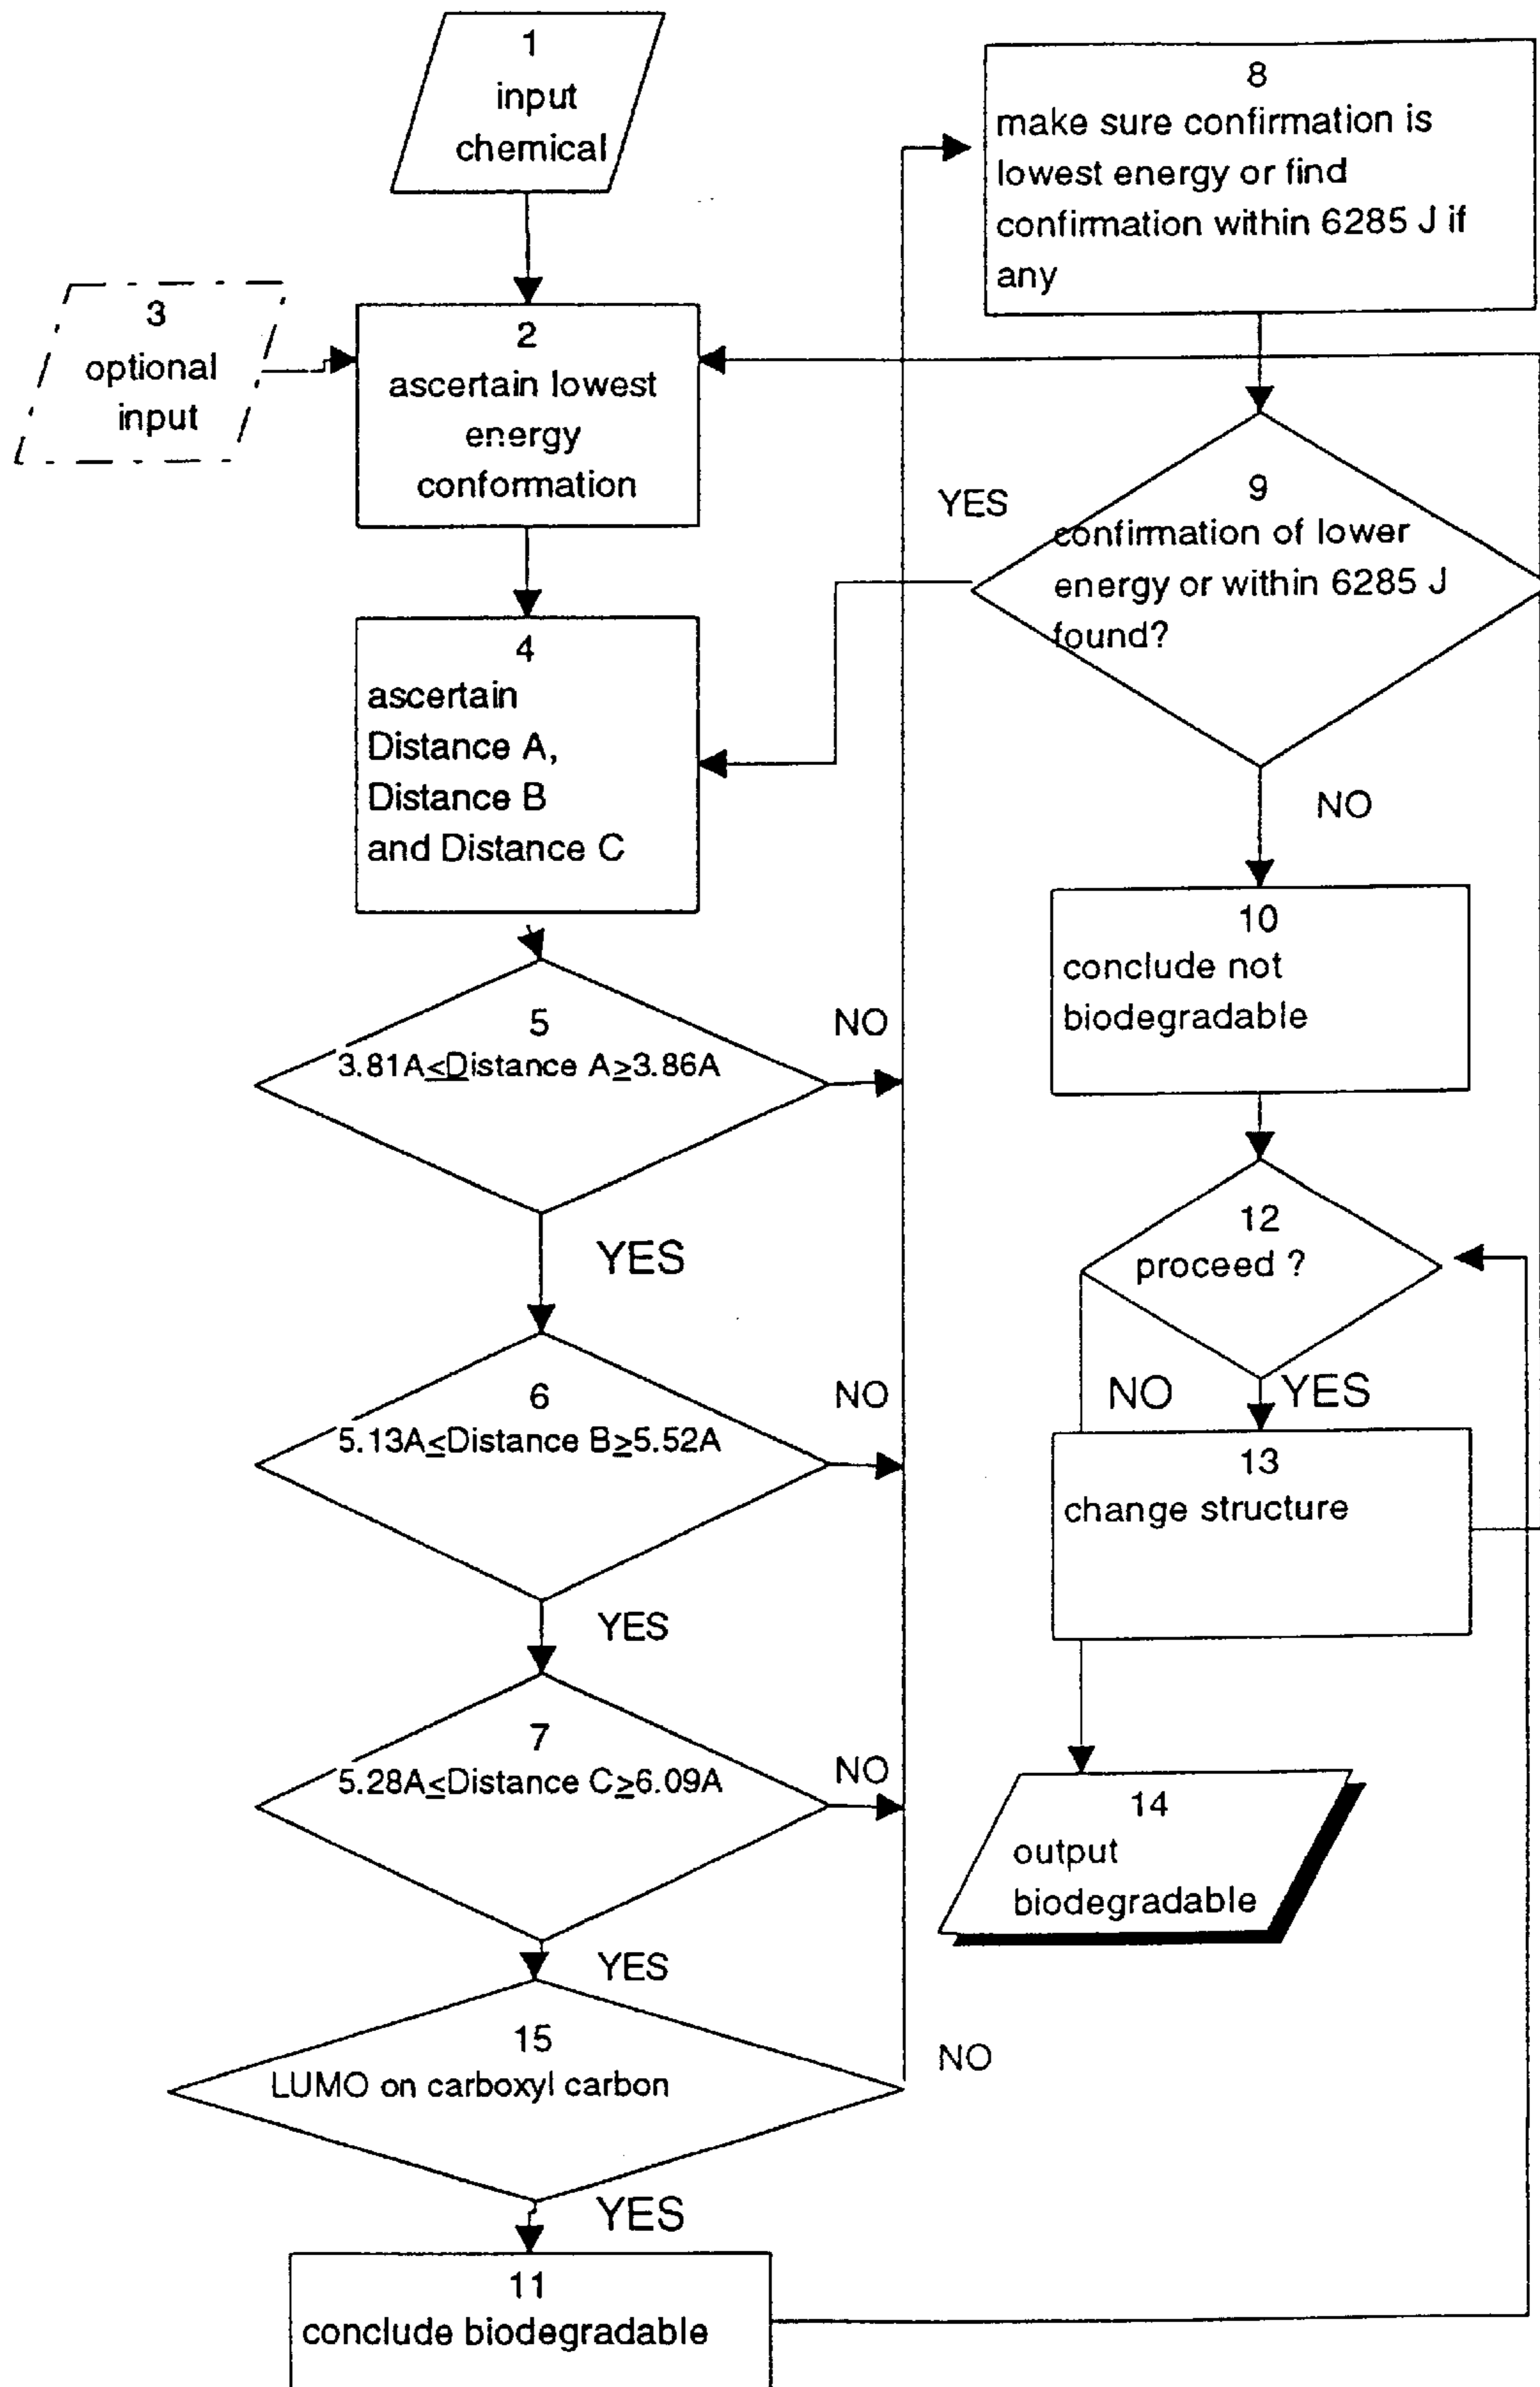 1
input
chemical
3
optional
input
2
ascertain lowest
energy
conformation
4
ascertain
Distance A,
Distance B
and Distance C
5
3.81A≤Distance A≥3.86A
NO
YES
6
5.13A≤Distance B≥5.52A
NO
YES
7
5.28A≤Distance C≥6.09A
NO
YES
15
LUMO on carboxyl carbon
NO
YES
11
conclude biodegradable
8
make sure confirmation is
lowest energy or find
confirmation within 6285 J if
any
YES
9
confirmation of lower
energy or within 6285 J
found?
NO
10
conclude not
biodegradable
12
proceed ?
NO
YES
13
change structure
14
output
biodegradable